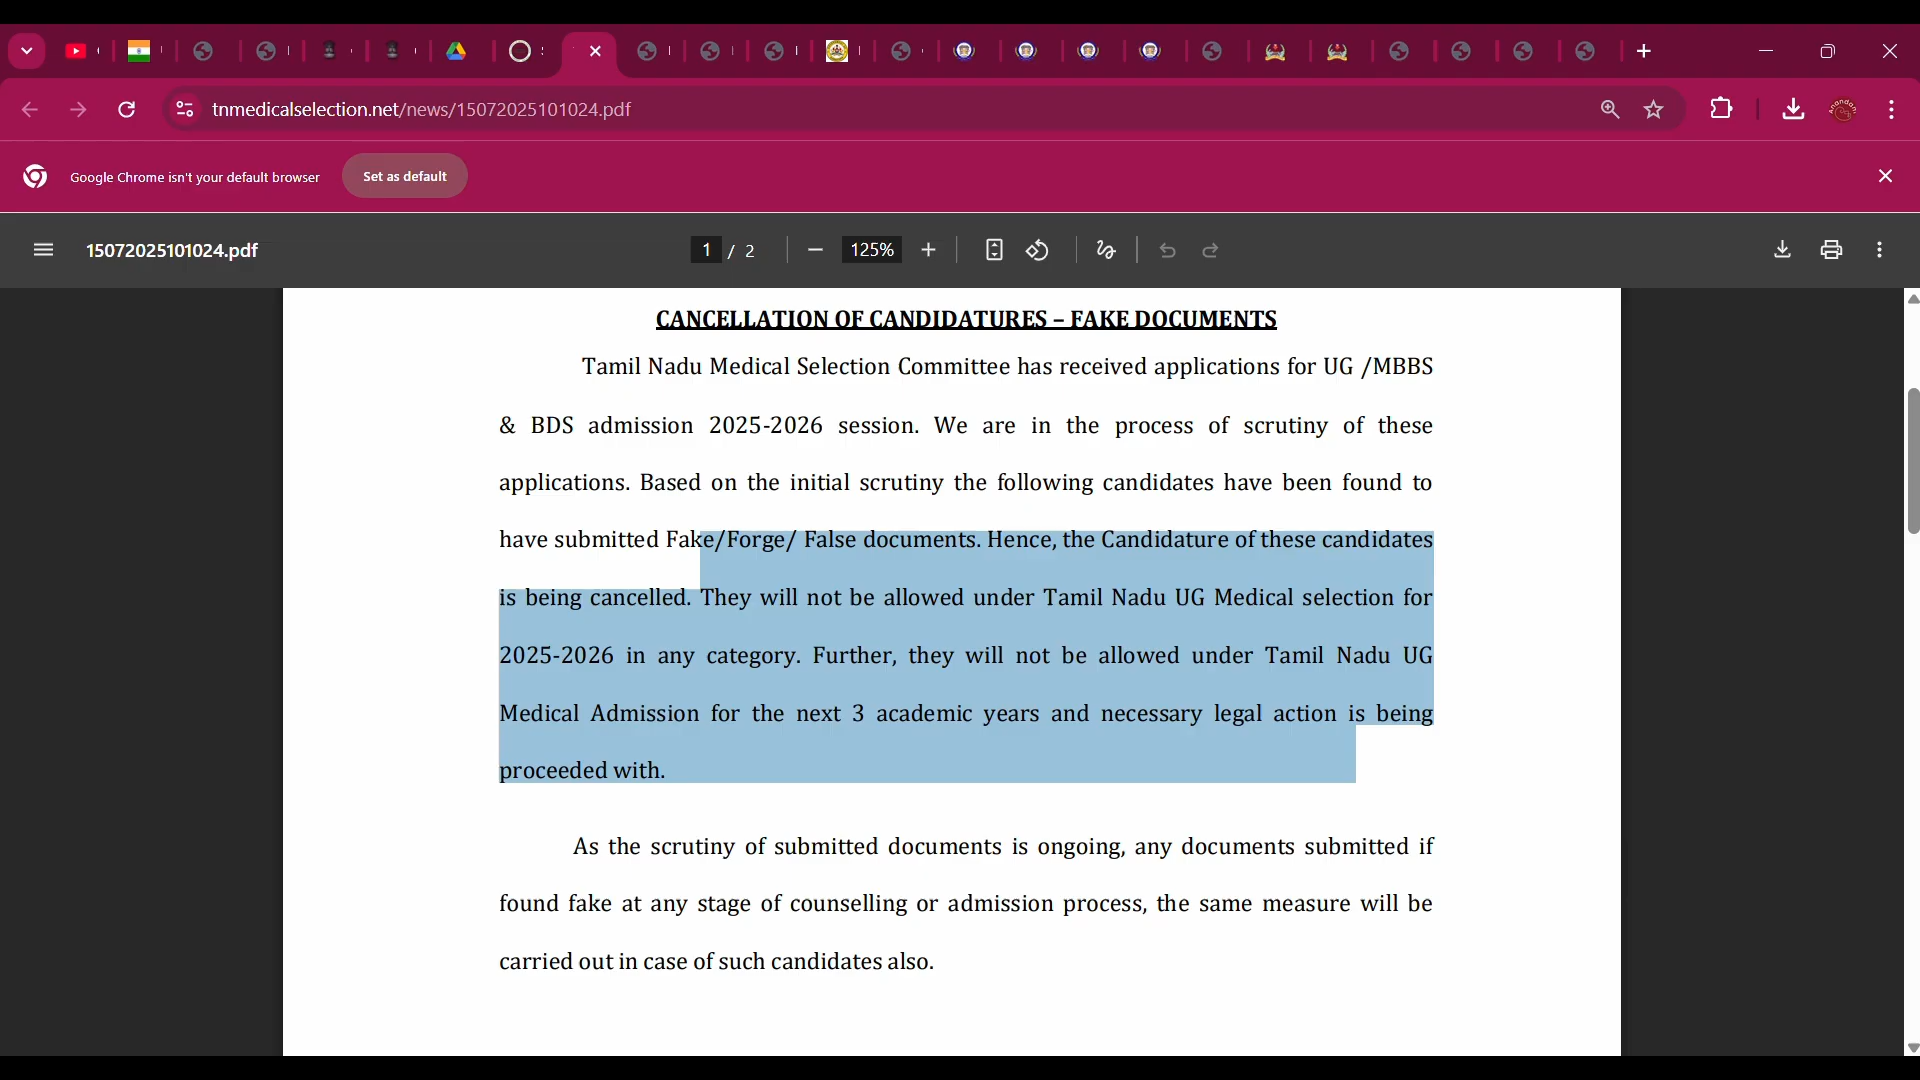 tnmedicalselection.net/news/15072025101024.pdf
Google Chrome isn't your default browser
Set as default
15072025101024.pdf
1 / 2
125%
CANCELLATION OF CANDIDATURES – FAKE DOCUMENTS
Tamil Nadu Medical Selection Committee has received applications for UG /MBBS
& BDS admission 2025-2026 session. We are in the process of scrutiny of these
applications. Based on the initial scrutiny the following candidates have been found to
have submitted Fake/Forge/ False documents. Hence, the Candidature of these candidates
is being cancelled. They will not be allowed under Tamil Nadu UG Medical selection for
2025-2026 in any category. Further, they will not be allowed under Tamil Nadu UG
Medical Admission for the next 3 academic years and necessary legal action is being
proceeded with.
As the scrutiny of submitted documents is ongoing, any documents submitted if
found fake at any stage of counselling or admission process, the same measure will be
carried out in case of such candidates also.